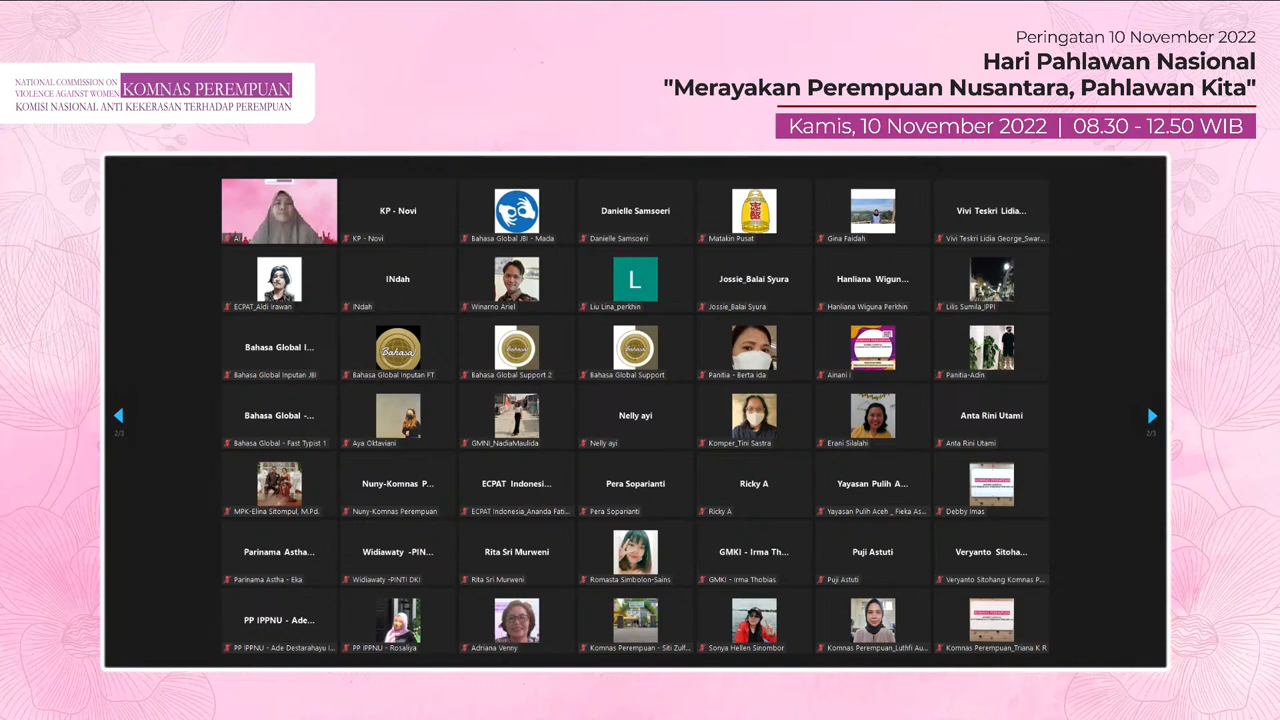 Peringatan 10 November 2022
Hari Pahlawan Nasional
"Merayakan Perempuan Nusantara, Pahlawan Kita"
Kamis, 10 November 2022 | 08.30 - 12.50 WIB
NATIONAL COMMISSION ON
VIOLENCE AGAINST WOMEN
KOMNAS PEREMPUAN
KOMISI NASIONAL ANTI KEKERASAN TERHADAP PEREMPUAN
KP - Novi
Danielle Samsoeri
Vivi Teskri Lidia...
KP - Novi
Bahasa Global JBI - Mada
Danielle Samsoeri
Matakin Pusat
Gina Faidah
Vivi Teskri Lidia George_Swar...
INdah
L
Jossie_Balai Syura
Hanliana Wigun...
ECPAT_Aldi Irawan
INdah
Winarno Ariel
Liu Lina_perkhin
Jossie_Balai Syura
Hanliana Wiguna Perkhin
Lilis Sumila_IPPI
Bahasa Global I...
Bahasa
Bahasa
Bahasa
Bahasa Global Inputan JBI
Bahasa Global Inputan FT
Bahasa Global Support 2
Bahasa Global Support
Panitia - Berta ida
Ainani I
Panitia-Adin
Bahasa Global -...
Nelly ayi
Anta Rini Utami
2/3
2/3
Bahasa Global - Fast Typist 1
Aya Oktaviani
GMNI_NadiaMaulida
Nelly ayi
Komper_Tini Sastra
Erani Silalahi
Anta Rini Utami
Nuny-Komnas P...
ECPAT Indonesi...
Pera Soparianti
Ricky A
Yayasan Pulih A...
MPK-Elina Sitompul, M.Pd.
Nuny-Komnas Perempuan
ECPAT Indonesia_Ananda Fati...
Pera Soparianti
Ricky A
Yayasan Pulih Aceh _ Fieka As...
Debby Imas
Parinama Astha...
Widiawaty -PIN...
Rita Sri Murweni
GMKI - Irma Th...
Puji Astuti
Veryanto Sitoha...
Parinama Astha - Eka
Widiawaty -PINTI DKI
Rita Sri Murweni
Romasta Simbolon-Sains
GMKI - Irma Thobias
Puji Astuti
Veryanto Sitohang Komnas P...
PP IPPNU - Ade...
PP IPPNU - Ade Destarahayu I...
PP IPPNU - Rosaliya
Adriana Venny
Komnas Perempuan - Siti Zulf...
Sonya Hellen Sinombor
Komnas Perempuan_Luthfi Au...
Komnas Perempuan_Triana K R